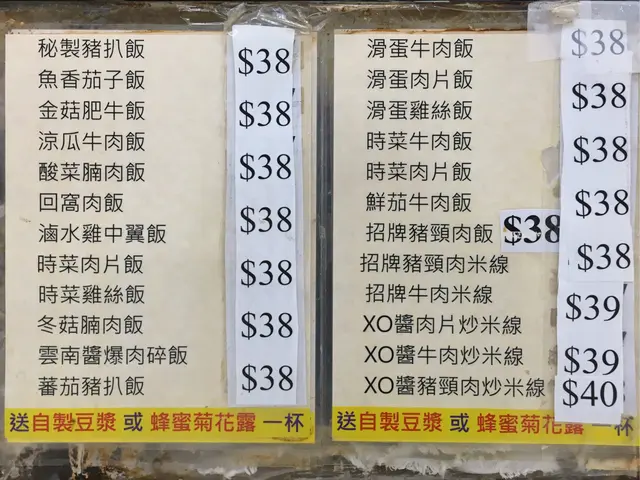 秘製豬扒飯
魚香茄子飯
金菇肥牛飯
涼瓜牛肉飯
酸菜腩肉飯
回窩肉飯
滷水雞中翼飯
時菜肉片飯
時菜雞絲飯
冬菇腩肉飯
雲南醬爆肉碎飯
蕃茄豬扒飯
$38
$38
$38
$38
$38
$38
$38
送自製豆漿 或 蜂蜜菊花露 一杯
滑蛋牛肉飯
滑蛋肉片飯
滑蛋雞絲飯
時菜牛肉飯
時菜肉片飯
鮮茄牛肉飯
招牌豬頸肉飯 $38
招牌豬頸肉米線
招牌牛肉米線
XO醬肉片炒米線
XO醬牛肉炒米線
XO醬豬頸肉炒米線
$38
$38
$38
$38
$38
$39
$39
$40
送自製豆漿 或 蜂蜜菊花露 一杯